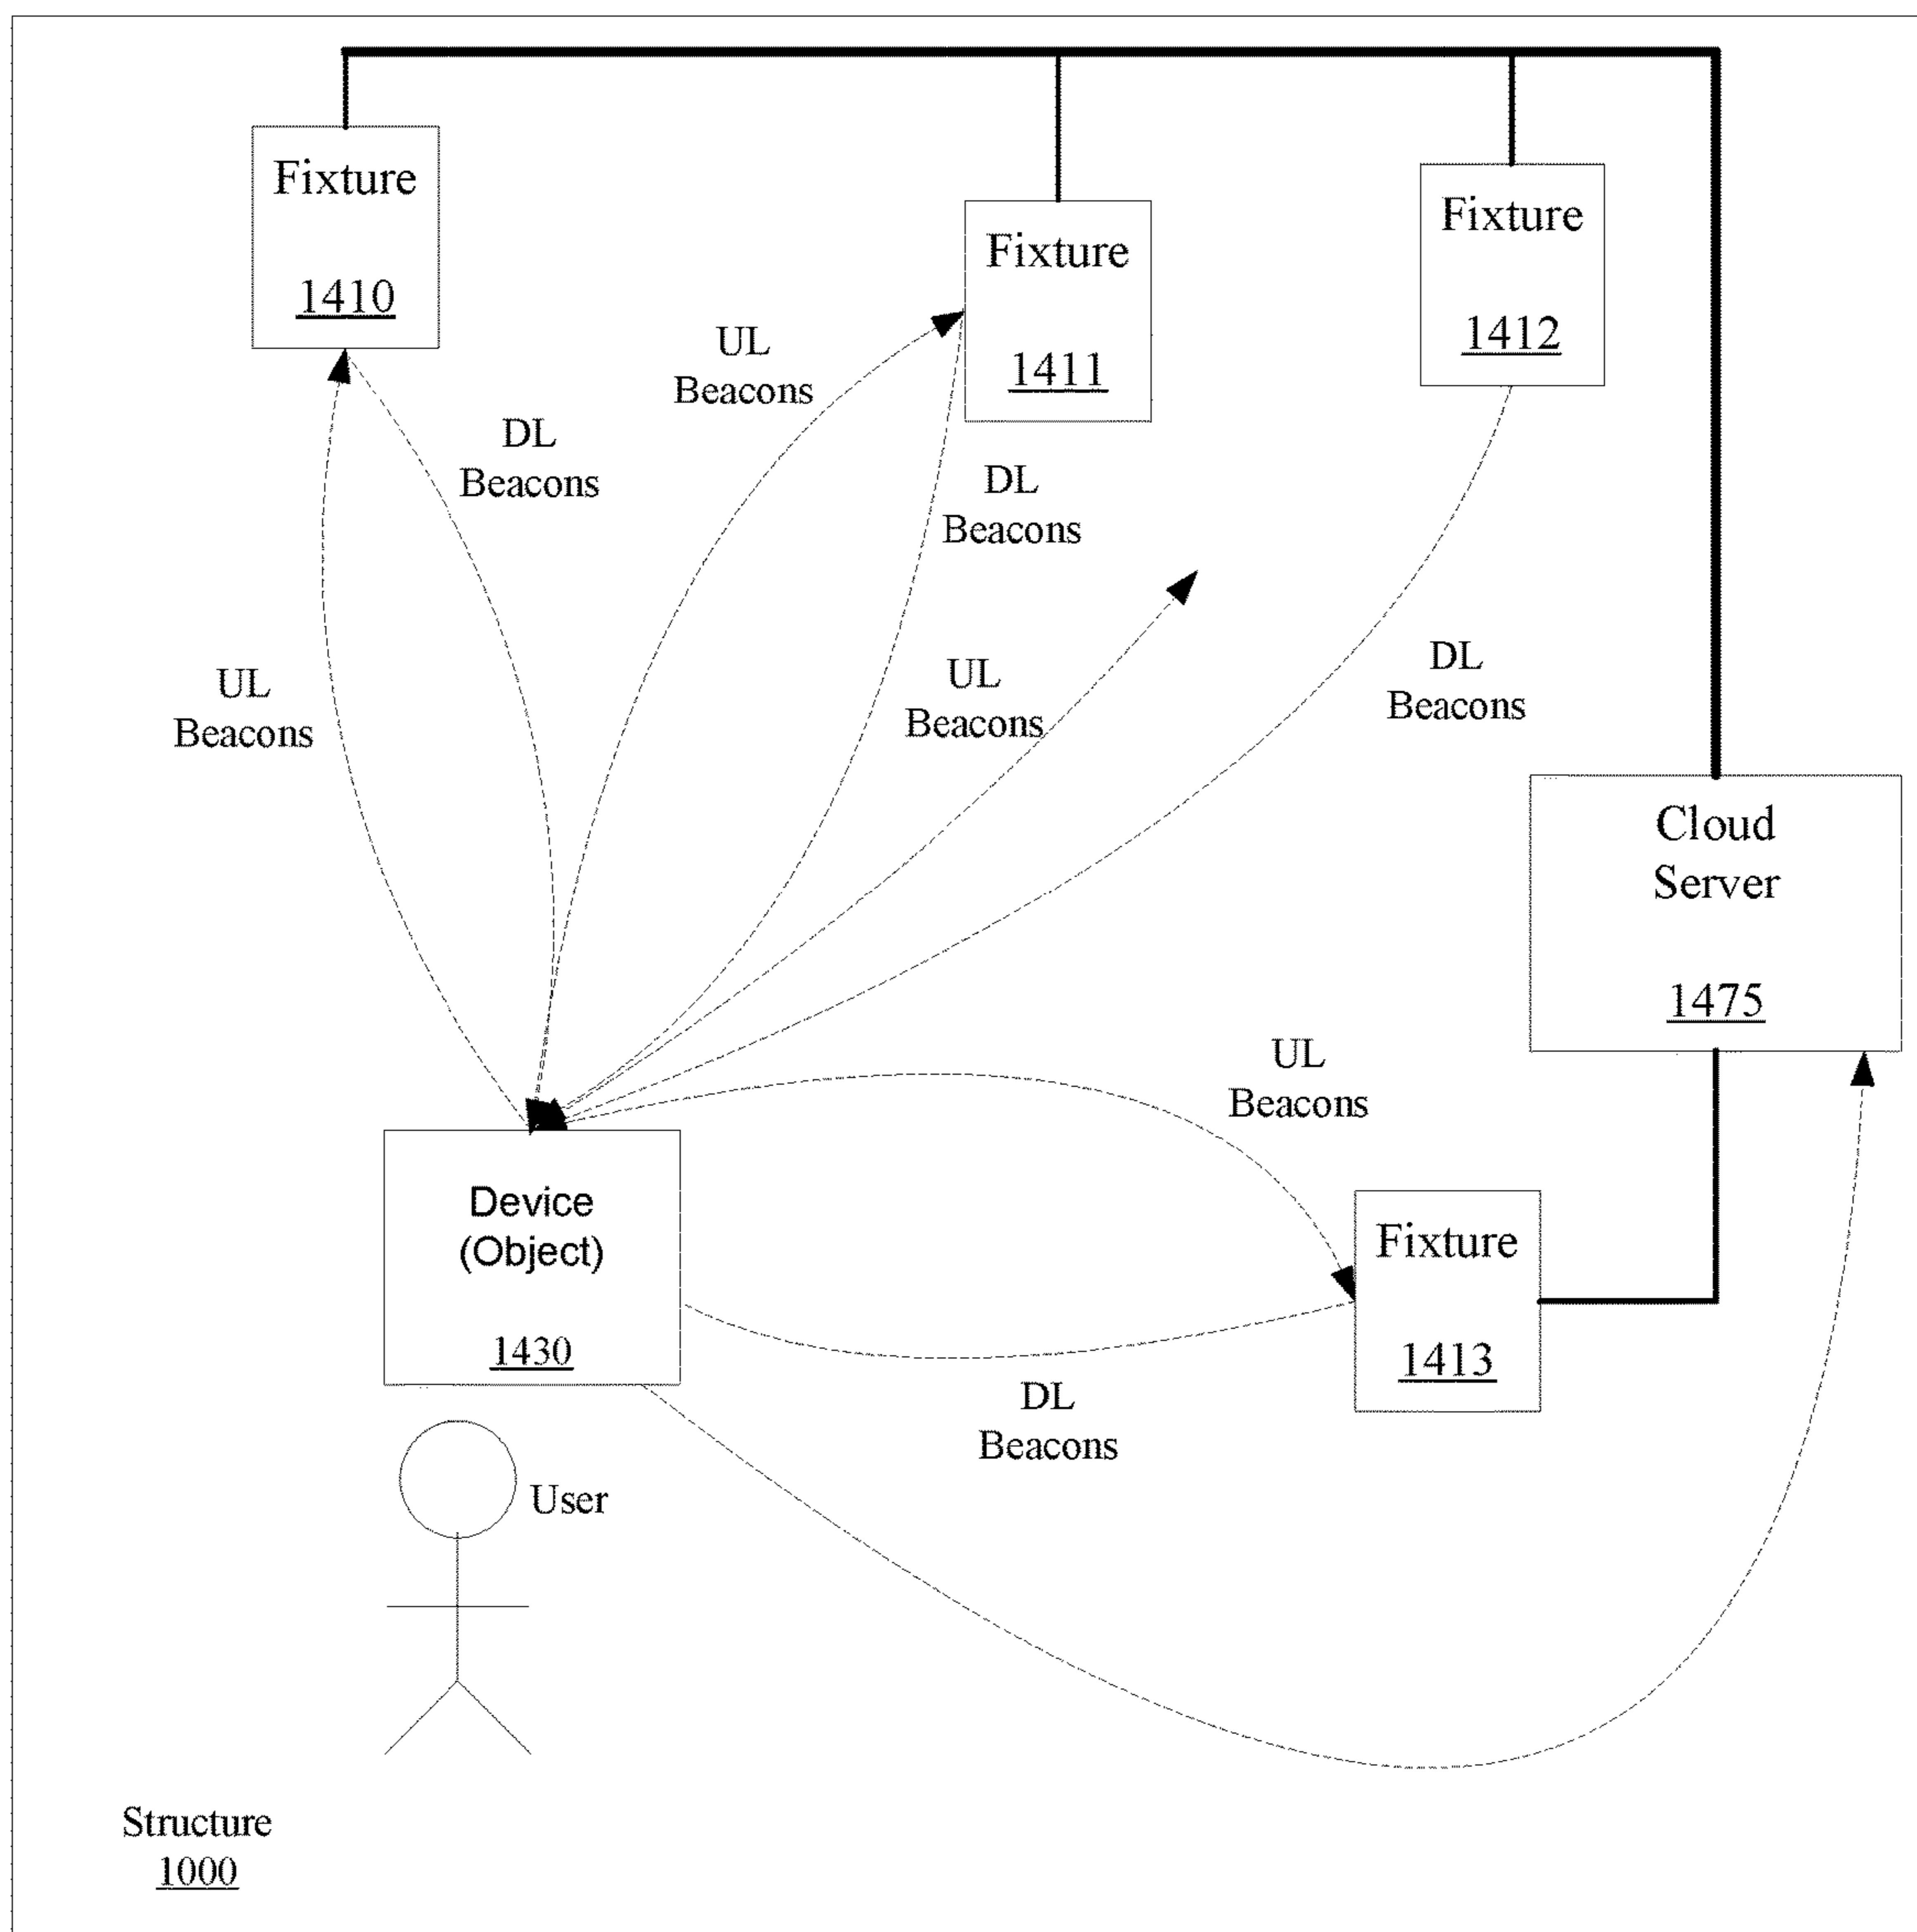 Fixture
1410
Fixture
1411
Fixture
1412
UL
Beacons
DL
Beacons
DL
Beacons
UL
Beacons
UL
Beacons
DL
Beacons
Cloud
Server
1475
UL
Beacons
Device
(Object)
1430
Fixture
1413
DL
Beacons
User
Structure
1000